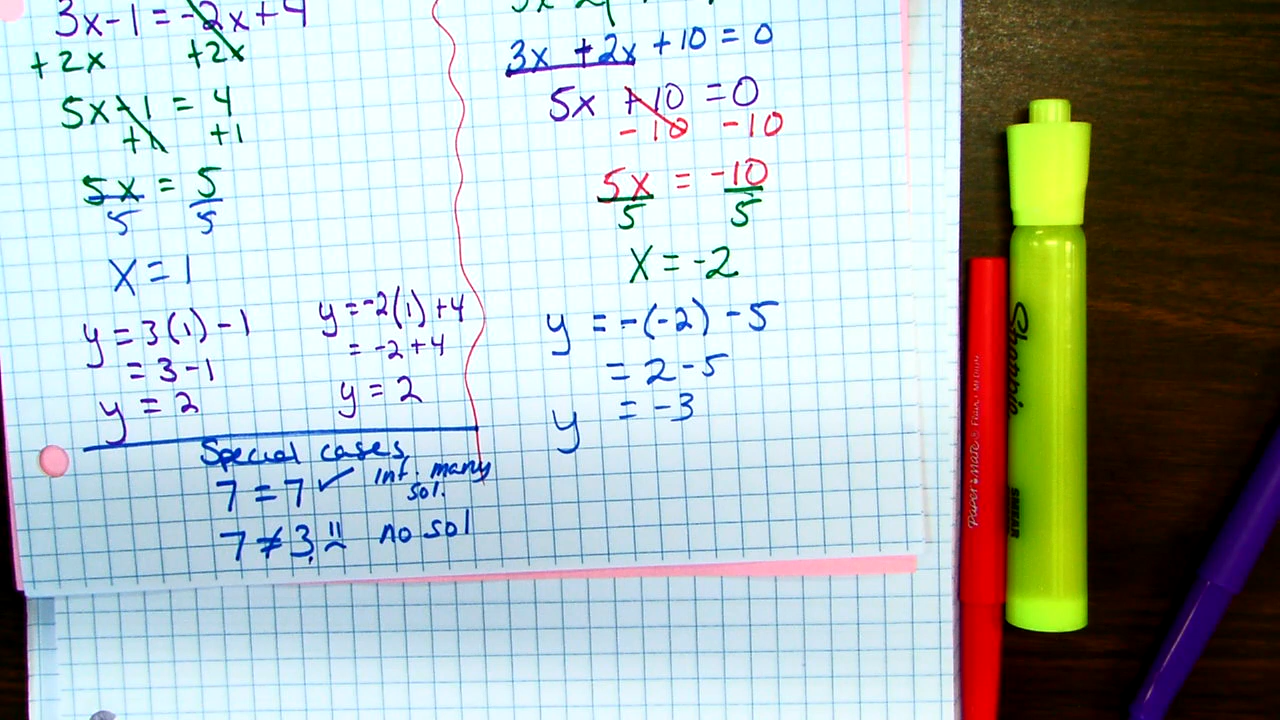 3x-1 = -2x+4
+2x +2x
5x-1 = 4
+1 +1
5x = 5
5 5
x = 1
y = 3(1) - 1
= 3-1
y = 2
y = -2(1) +4
= -2+4
y = 2
Special cases
7 = 7 ✓ inf. many
sol.
7 ≠ 3 no sol
3x +2x +10 = 0
5x +10 = 0
-10 -10
5x = -10
5 5
x = -2
y = -(-2) -5
= 2-5
y = -3
Sharpie
SMEAR